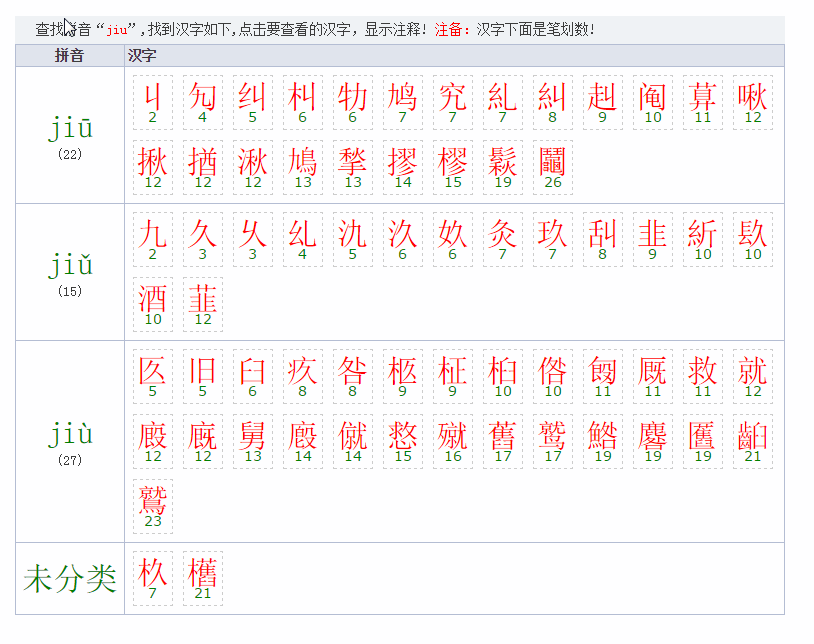 查找拼音“jiu”,找到汉字如下,点击要查看的汉字，显示注释！注备：汉字下面是笔划数！
拼音 汉字
jiū
(22)
丩 勼 纠 朻 牞 鸠 究 糺 糾 赳 阄 萛 啾
2 4 5 6 6 7 7 7 8 9 10 11 12
揪 揂 湫 鳩 揫 摎 樛 鬏 鬮
12 12 12 13 13 14 15 19 26
jiǔ
(15)
九 久 乆 乣 氿 汣 奺 灸 玖 舏 韭 紤 镹
2 3 3 4 5 6 6 7 7 8 9 10 10
酒 韮
10 12
jiù
(27)
匛 旧 臼 疚 咎 柩 柾 桕 倃 匓 厩 救 就
5 5 6 8 8 9 9 10 10 11 11 11 12
廄 廐 舅 廏 僦 慦 殧 舊 鹫 鯦 麔 匶 齨
12 12 13 14 14 15 16 17 17 19 19 19 21
鷲
23
未分类
杦 欍
7 21